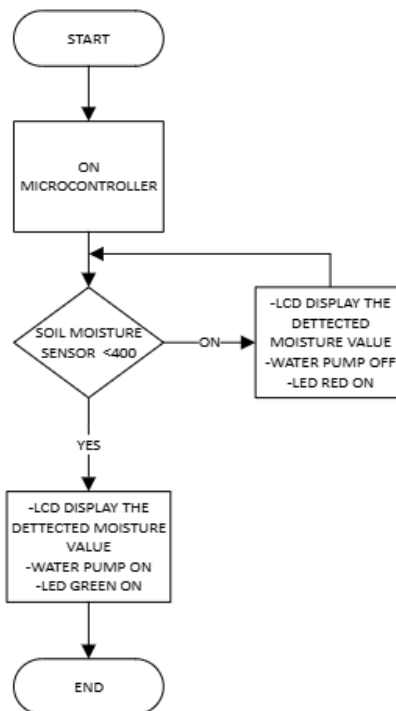 START
ON
MICROCONTROLLER
SOIL MOISTURE
SENSOR <400
ON
-LCD DISPLAY THE
DETTECTED
MOISTURE VALUE
-WATER PUMP OFF
-LED RED ON
YES
-LCD DISPLAY THE
DETTECTED MOISTURE
VALUE
-WATER PUMP ON
-LED GREEN ON
END